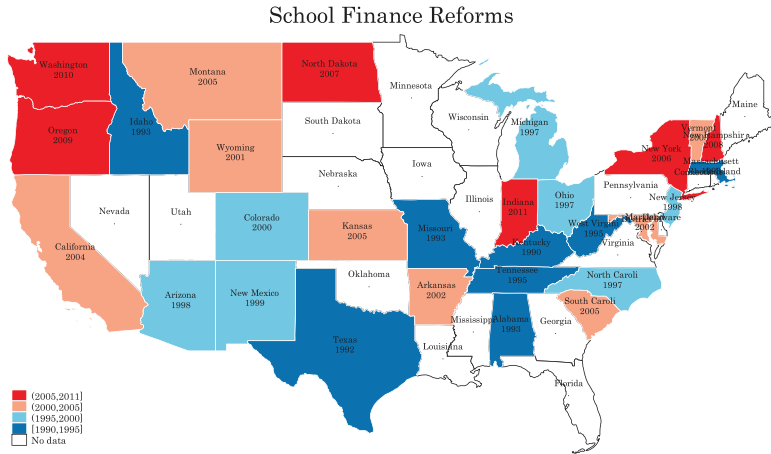 School Finance Reforms
Washington
2010
Montana
2005
North Dakota
2007
Minnesota
.
Maine
.
Idaho
1993
Oregon
2009
South Dakota
.
Wisconsin
.
Michigan
1997
Vermont
New Hampshire
2008
Wyoming
2001
New York
2006
Massachusett
Iowa
.
Nebraska
.
Pennsylvania
.
Nevada
.
Utah
.
Colorado
2000
Illinois
.
Indiana
2011
Ohio
1997
New Jersey
1998
California
2004
Kansas
2005
Missouri
1993
Kentucky
1990
West Virgini
1995
2002
Virginia
.
Arizona
1998
New Mexico
1999
Oklahoma
.
Arkansas
2002
Tennessee
1995
North Caroli
1997
South Caroli
2005
Texas
1992
Louisiana
.
Mississippi
.
Alabama
1993
Georgia
.
Florida
.
(2005,2011]
(2000,2005]
(1995,2000]
[1990,1995]
No data